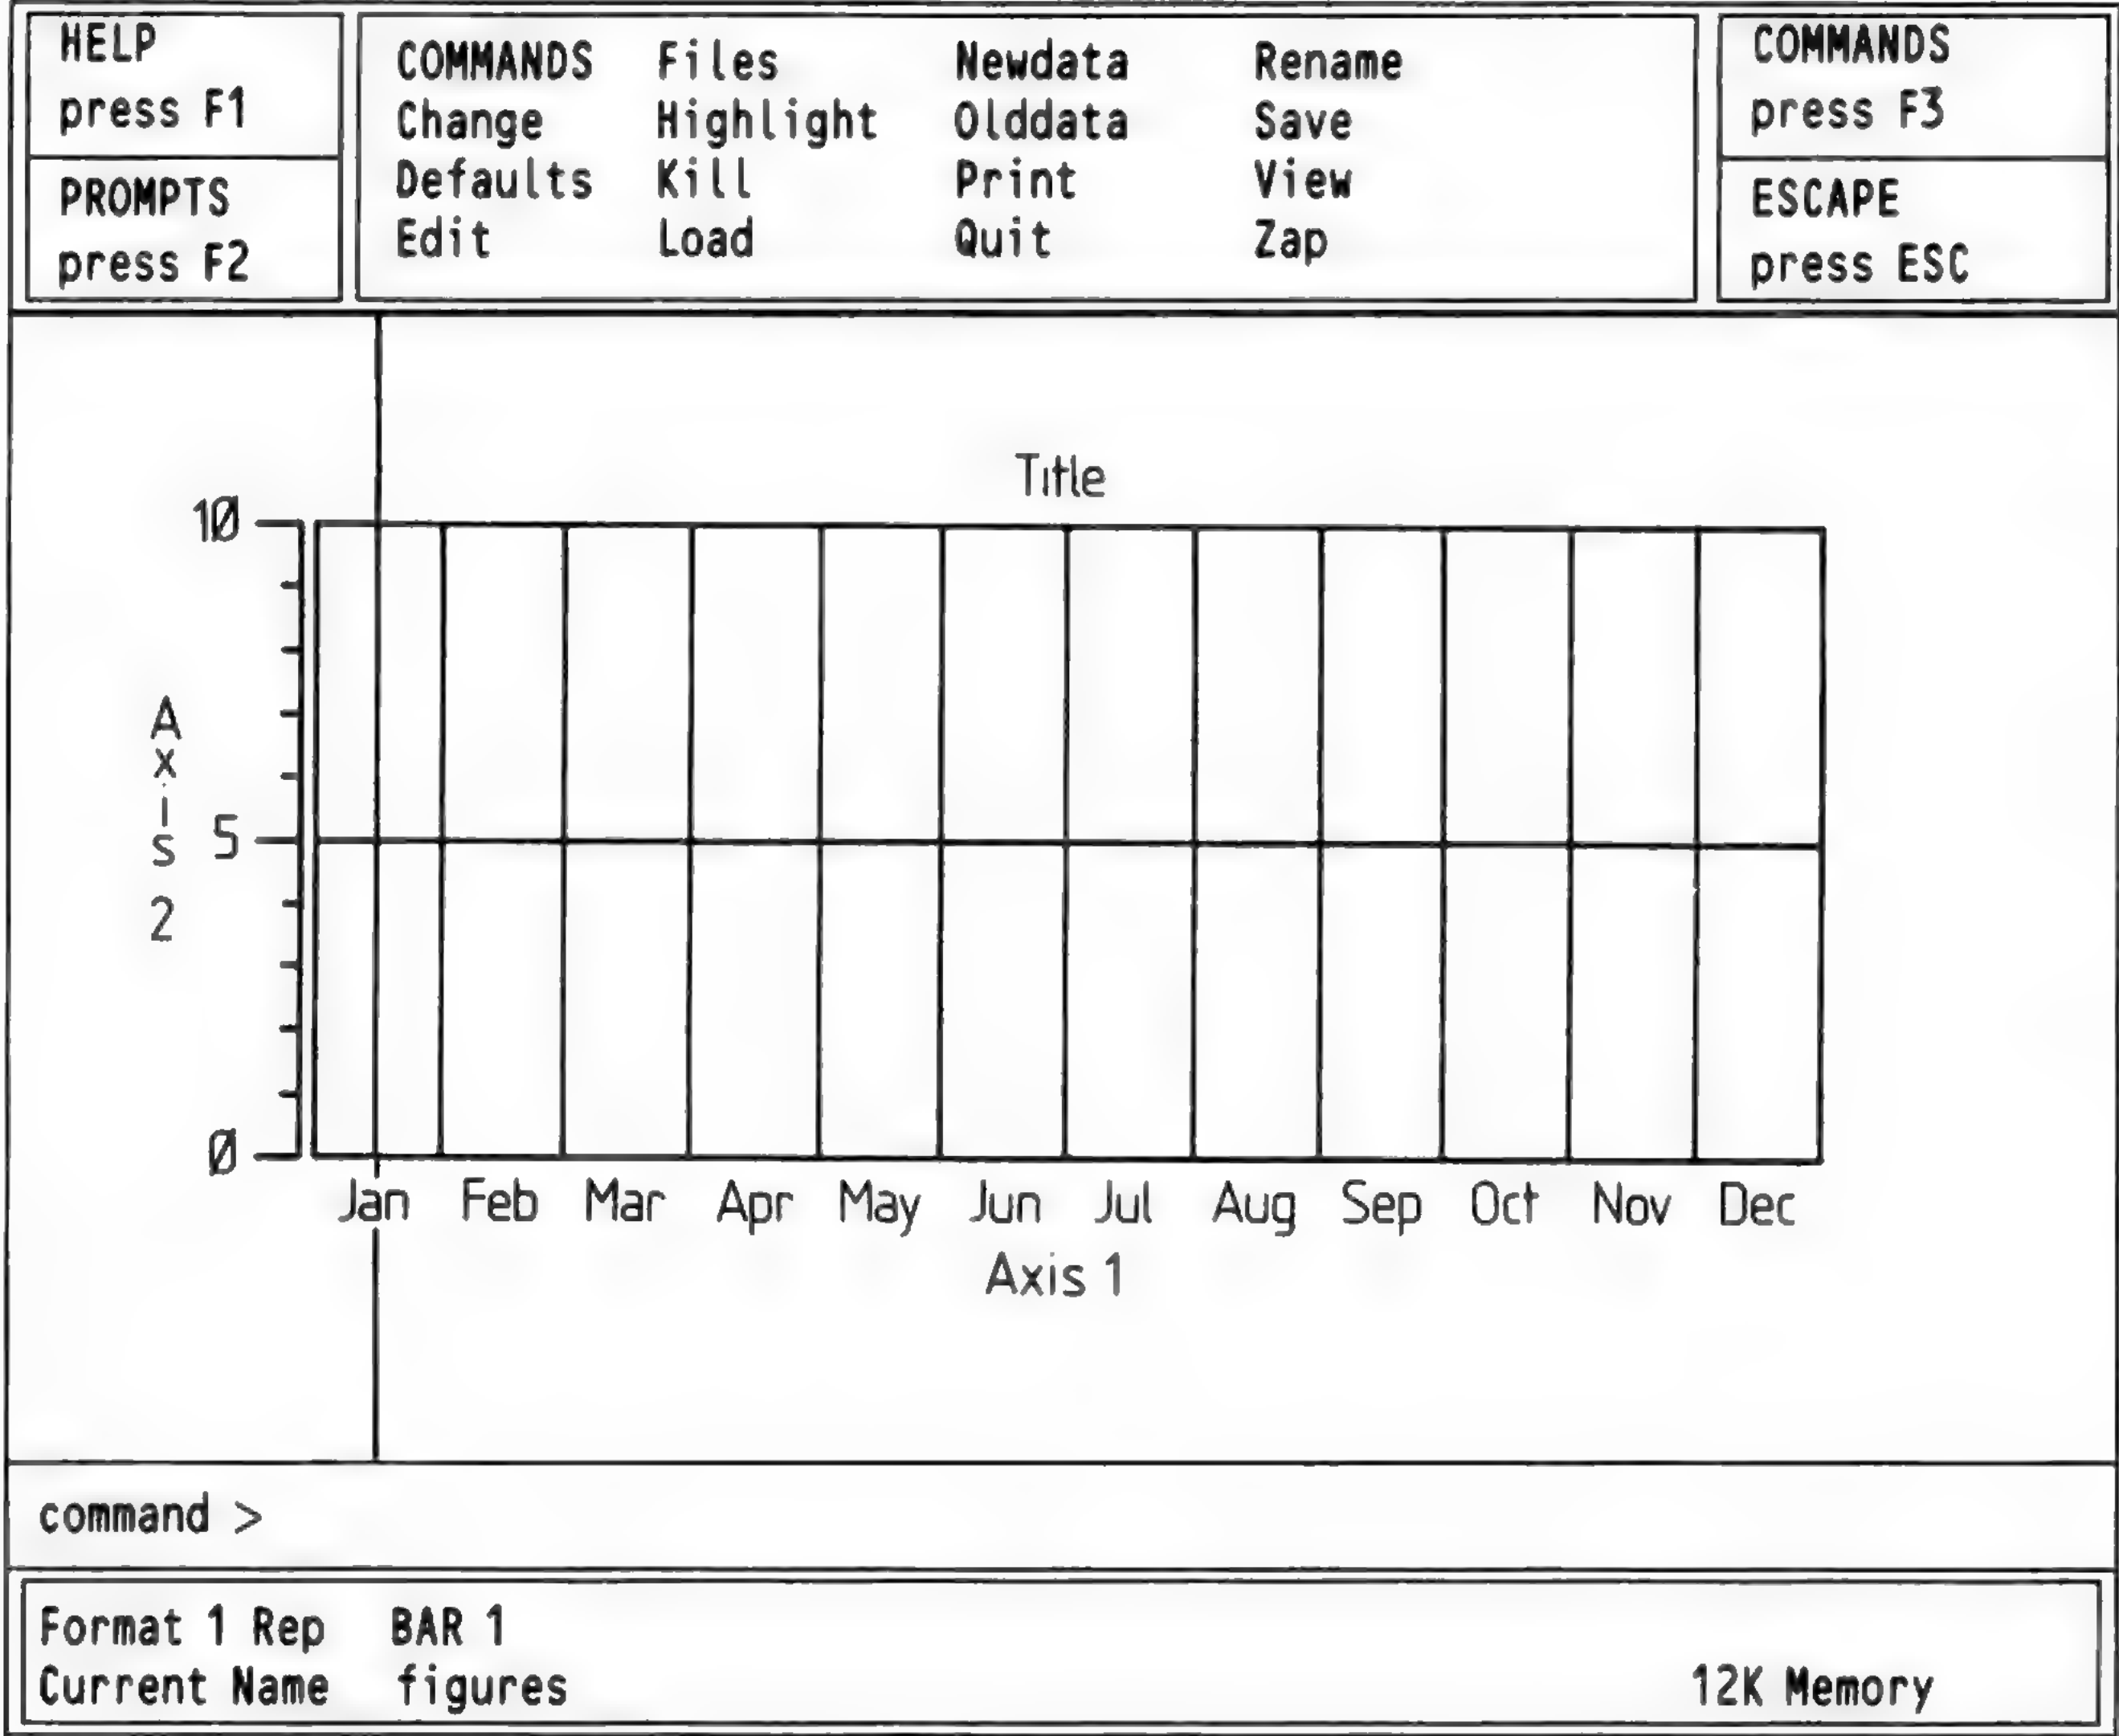 HELP
press F1
PROMPTS
press F2
COMMANDS Files Newdata Rename
Change Highlight Olddata Save
Defaults Kill Print View
Edit Load Quit Zap
COMMANDS
press F3
ESCAPE
press ESC
Title
10
5
0
Axis 2
Jan Feb Mar Apr May Jun Jul Aug Sep Oct Nov Dec
Axis 1
command >
Format 1 Rep BAR 1
Current Name figures
12K Memory